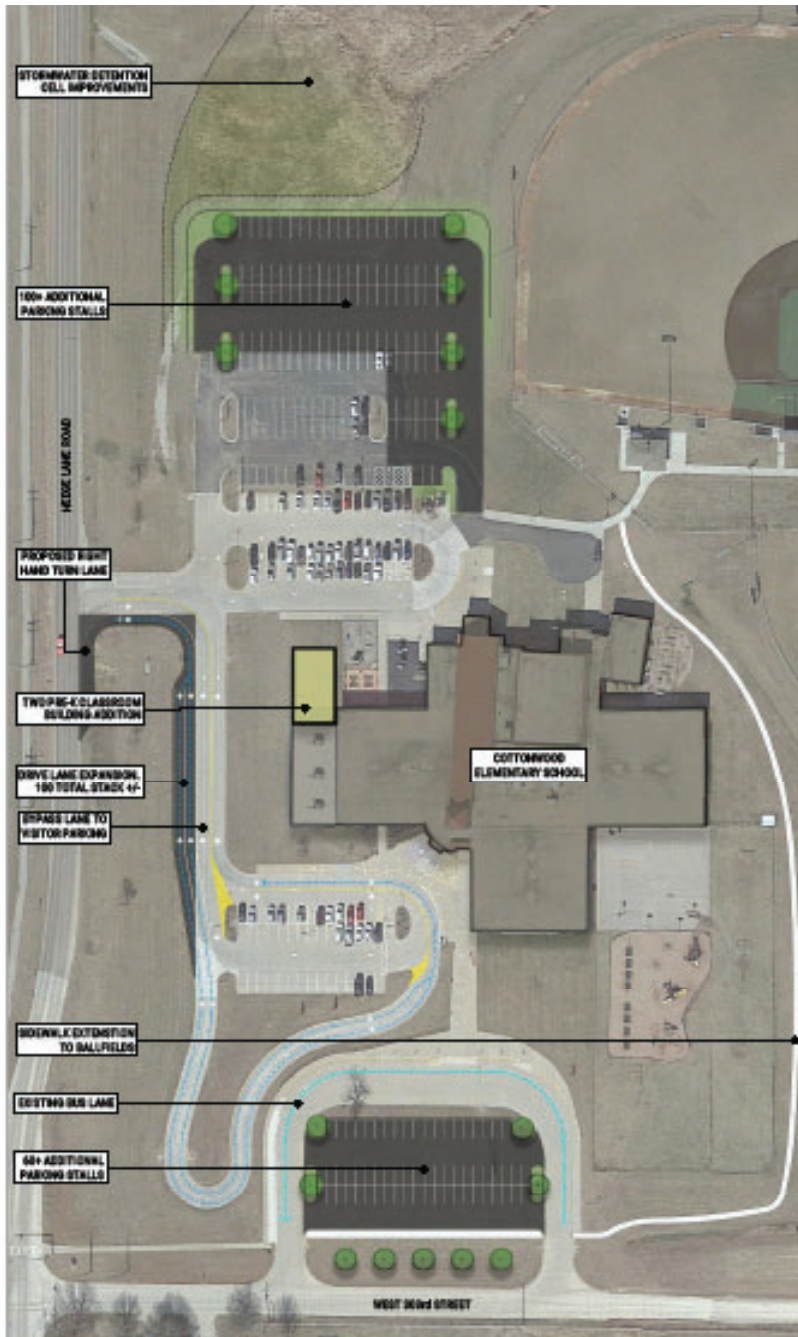 STORMWATER DETENTION
CELL IMPROVEMENTS
100+ ADDITIONAL
PARKING STALLS
HEDGE LANE ROAD
PROPOSED RIGHT
HAND TURN LANE
TWO PRE-K CLASSROOM
BUILDING ADDITION
COTTONWOOD
ELEMENTARY SCHOOL
DRIVE LANE EXPANSION.
TOTAL STACK +/-
BYPASS LANE TO
VISITOR PARKING
SIDEWALK EXTENSTION
TO BALLFIELDS
EXISTING BUS LANE
ADDITIONAL
PARKING STALLS
WEST STREET